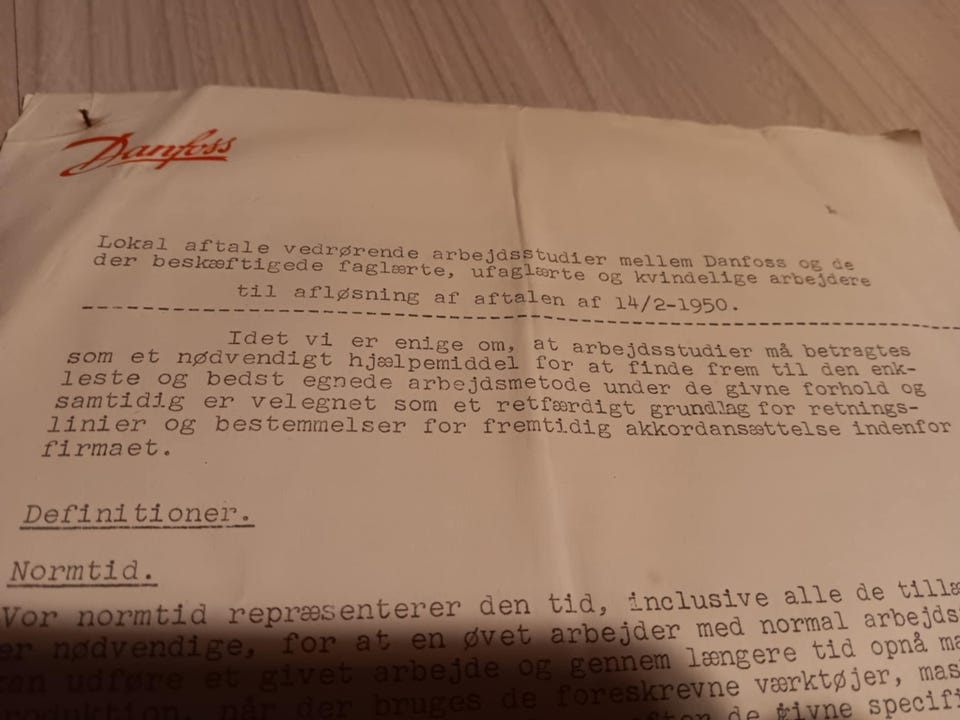 Danfoss
Lokal aftale vedrørende arbejdsstudier mellem Danfoss og de
der beskæftigede faglærte, ufaglærte og kvindelige arbejdere
til afløsning af aftalen af 14/2-1950.
Idet vi er enige om, at arbejdsstudier må betragtes
som et nødvendigt hjælpemiddel for at finde frem til den enk-
leste og bedst egnede arbejdsmetode under de givne forhold og
samtidig er velegnet som et retfærdigt grundlag for retnings-
linier og bestemmelser for fremtidig akkordansættelse indenfor
firmaet.
Definitioner.
Normtid.
Vor normtid repræsenterer den tid, inclusive alle de
er nødvendige, for at en øvet arbejder med normal
udføre et givet arbejde og gennem længere tid opnå
når der bruges de foreskrevne værktøjer,
de givne